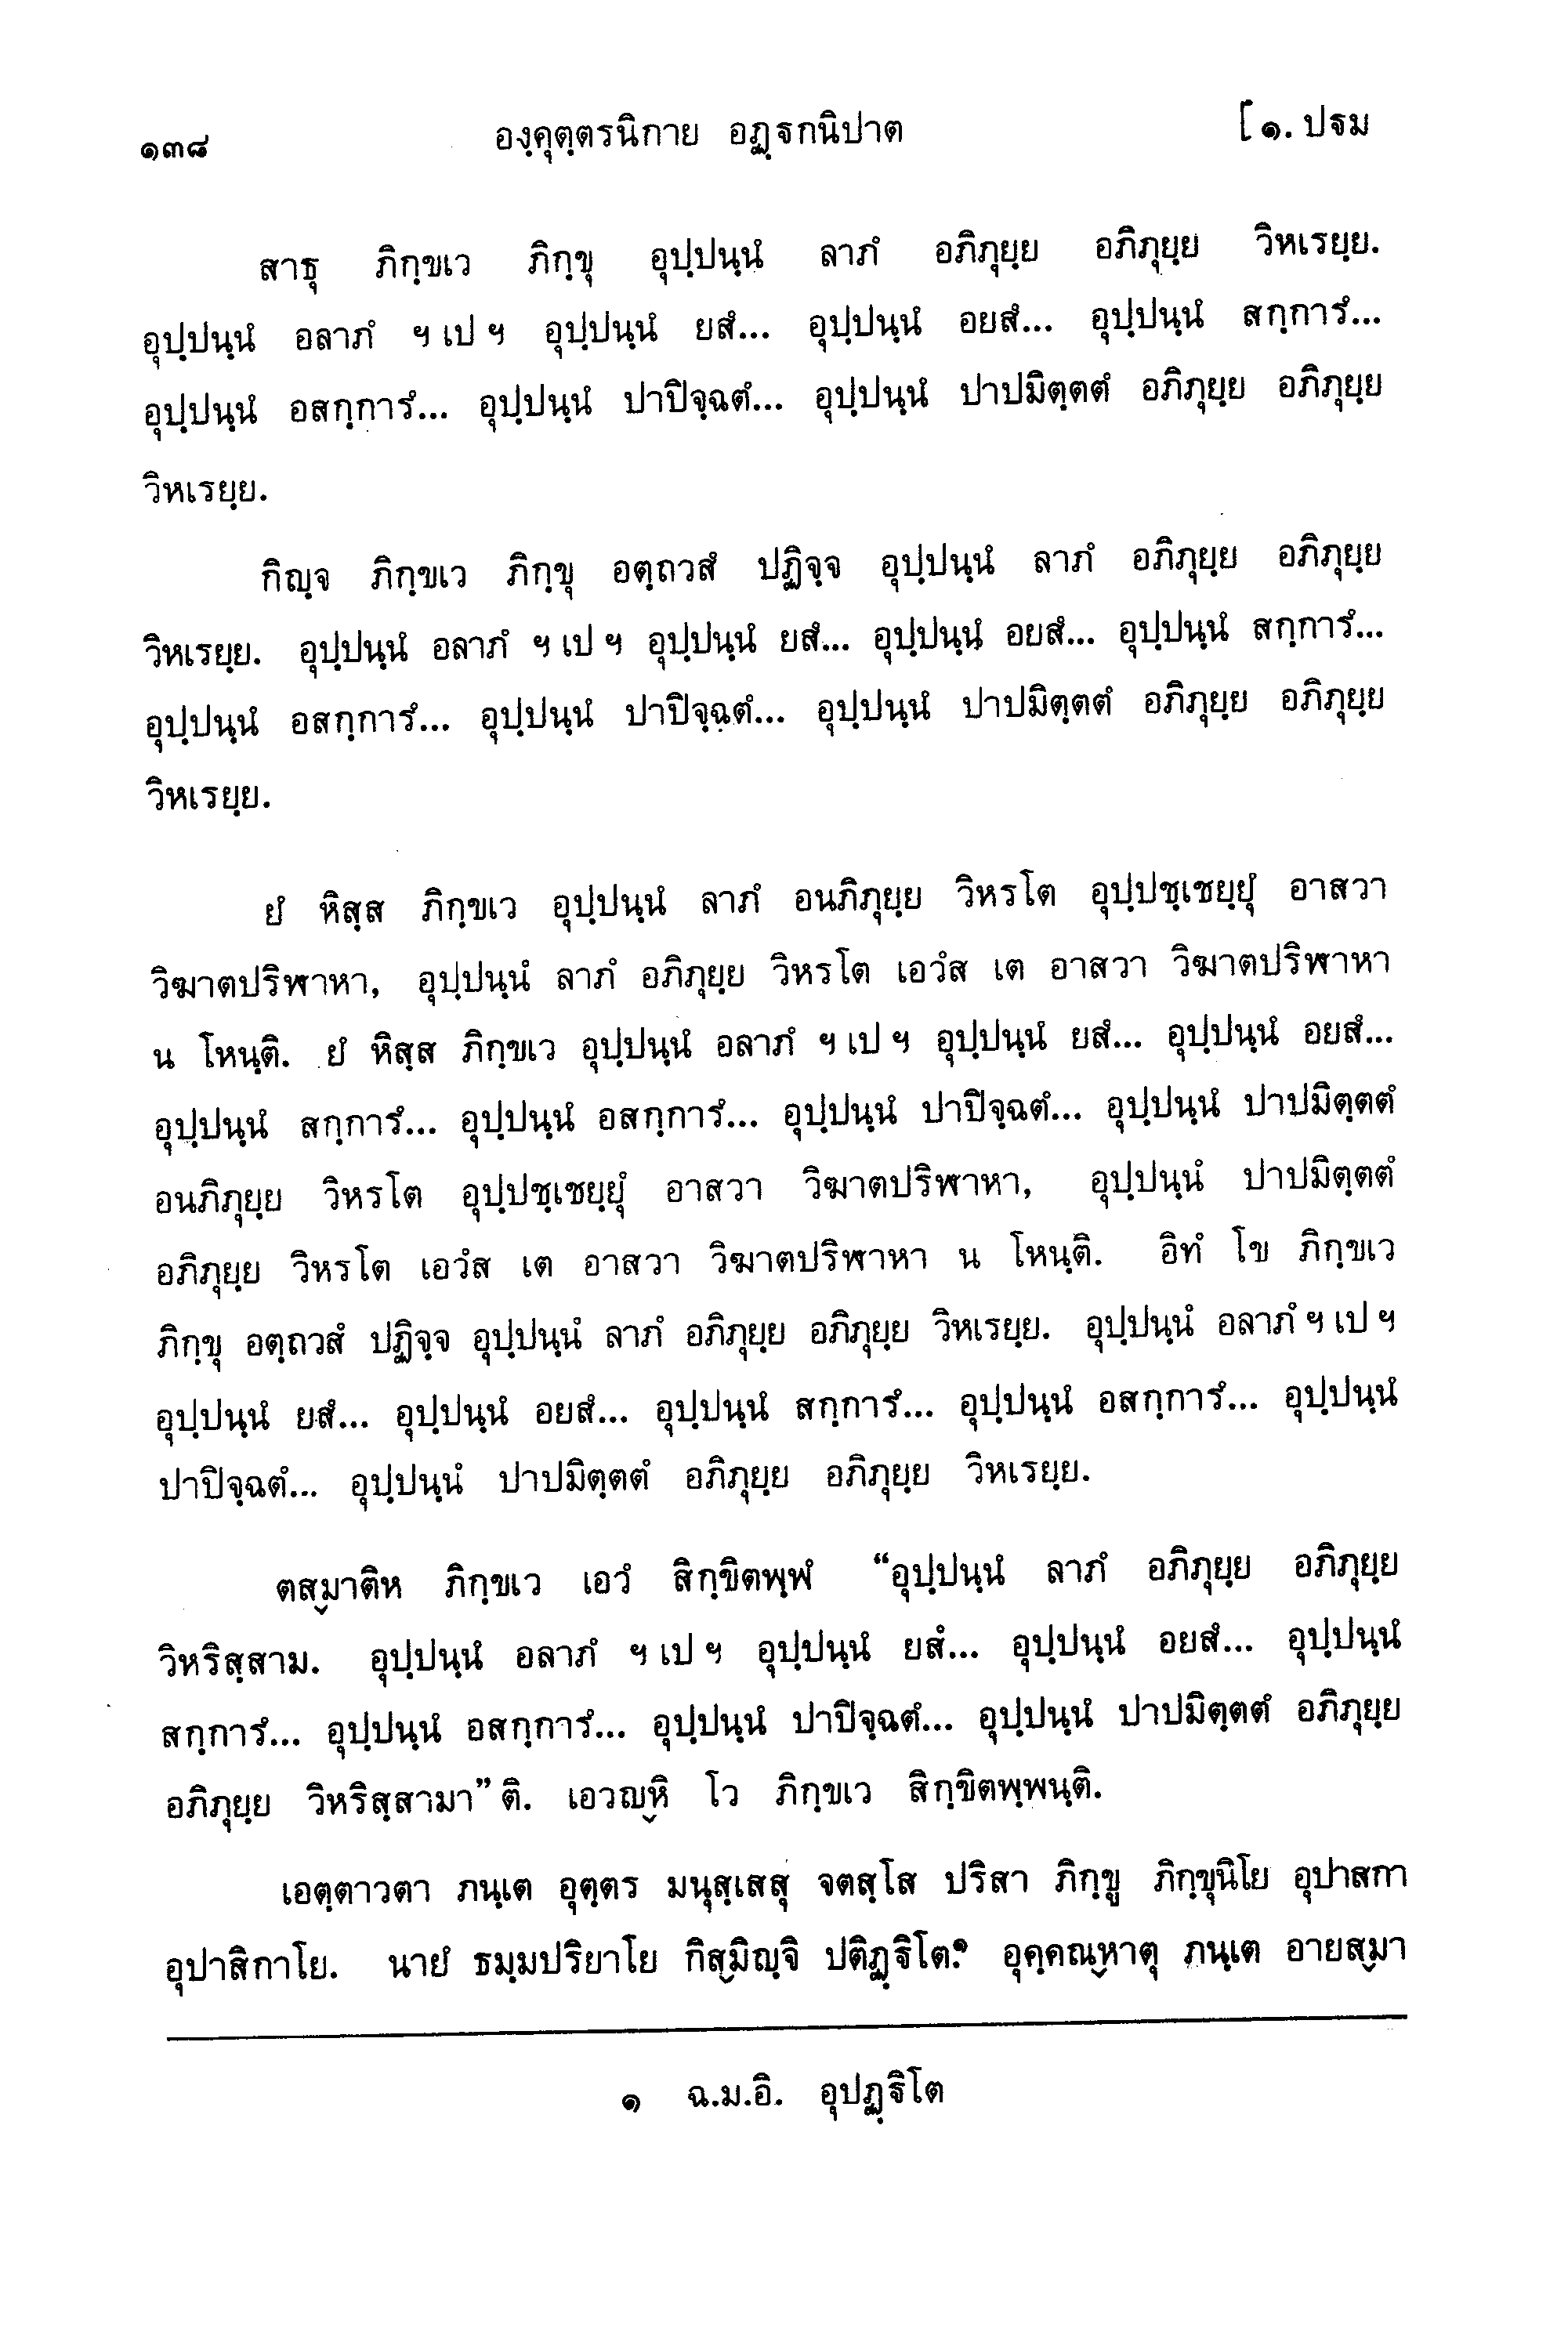 ๑๓๘ องฺคุตฺตรนิกาย อฏฺฐกนิปาต [๑. ปฐม
สาธุ ภิกฺขเว ภิกฺขุ อุปฺปนฺนํ ลาภํ อภิภุยฺย อภิภุยฺย วิหเรยฺย.
อุปฺปนฺนํ อลาภํ ฯ เป ฯ อุปฺปนฺนํ ยสํ... อุปฺปนฺนํ อยสํ... อุปฺปนฺนํ สกฺการํ...
อุปฺปนฺนํ อสกฺการํ... อุปฺปนฺนํ ปาปิจฺฉตํ... อุปฺปนฺนํ ปาปมิตฺตตํ อภิภุยฺย อภิภุยฺย
วิหเรยฺย.
กิญฺจ ภิกฺขเว ภิกฺขุ อตฺถวสํ ปฏิจฺจ อุปฺปนฺนํ ลาภํ อภิภุยฺย อภิภุยฺย
วิหเรยฺย. อุปฺปนฺนํ อลาภํ ฯ เป ฯ อุปฺปนฺนํ ยสํ... อุปฺปนฺนํ อยสํ... อุปฺปนฺนํ สกฺการํ...
อุปฺปนฺนํ อสกฺการํ... อุปฺปนฺนํ ปาปิจฺฉตํ... อุปฺปนฺนํ ปาปมิตฺตตํ อภิภุยฺย อภิภุยฺย
วิหเรยฺย.
ยํ หิสฺส ภิกฺขเว อุปฺปนฺนํ ลาภํ อนภิภุยฺย วิหรโต อุปฺปชฺเชยฺยุํ อาสวา
วิฆาตปริฬาหา, อุปฺปนฺนํ ลาภํ อภิภุยฺย วิหรโต เอวํส เต อาสวา วิฆาตปริฬาหา
น โหนฺติ. ยํ หิสฺส ภิกฺขเว อุปฺปนฺนํ อลาภํ ฯ เป ฯ อุปฺปนฺนํ ยสํ... อุปฺปนฺนํ อยสํ...
อุปฺปนฺนํ สกฺการํ... อุปฺปนฺนํ อสกฺการํ... อุปฺปนฺนํ ปาปิจฺฉตํ... อุปฺปนฺนํ ปาปมิตฺตตํ
อนภิภุยฺย วิหรโต อุปฺปชฺเชยฺยุํ อาสวา วิฆาตปริฬาหา, อุปฺปนฺนํ ปาปมิตฺตตํ
อภิภุยฺย วิหรโต เอวํส เต อาสวา วิฆาตปริฬาหา น โหนฺติ. อิทํ โข ภิกฺขเว
ภิกฺขุ อตฺถวสํ ปฏิจฺจ อุปฺปนฺนํ ลาภํ อภิภุยฺย อภิภุยฺย วิหเรยฺย. อุปฺปนฺนํ อลาภํ ฯ เป ฯ
อุปฺปนฺนํ ยสํ... อุปฺปนฺนํ อยสํ... อุปฺปนฺนํ สกฺการํ... อุปฺปนฺนํ อสกฺการํ... อุปฺปนฺนํ
ปาปิจฺฉตํ... อุปฺปนฺนํ ปาปมิตฺตตํ อภิภุยฺย อภิภุยฺย วิหเรยฺย.
ตสฺมาติห ภิกฺขเว เอวํ สิกฺขิตพฺพํ “อุปฺปนฺนํ ลาภํ อภิภุยฺย อภิภุยฺย
วิหริสฺสาม. อุปฺปนฺนํ อลาภํ ฯ เป ฯ อุปฺปนฺนํ ยสํ... อุปฺปนฺนํ อยสํ... อุปฺปนฺนํ
สกฺการํ... อุปฺปนฺนํ อสกฺการํ... อุปฺปนฺนํ ปาปิจฺฉตํ... อุปฺปนฺนํ ปาปมิตฺตตํ อภิภุยฺย
อภิภุยฺย วิหริสฺสามา” ติ. เอวญฺหิ โว ภิกฺขเว สิกฺขิตพฺพนฺติ.
เอตฺตาวตา ภนฺเต อุตฺตร มนุสฺเสสุ จตสฺโส ปริสา ภิกฺขู ภิกฺขุนิโย อุปาสกา
อุปาสิกาโย. นายํ ธมฺมปริยาโย กิสฺมิญฺจิ ปติฏฺฐิโต.๑ อุคฺคณฺหาตุ ภนฺเต อายสฺมา
๑ ฉ.ม.อิ. อุปฏฺฐิโต